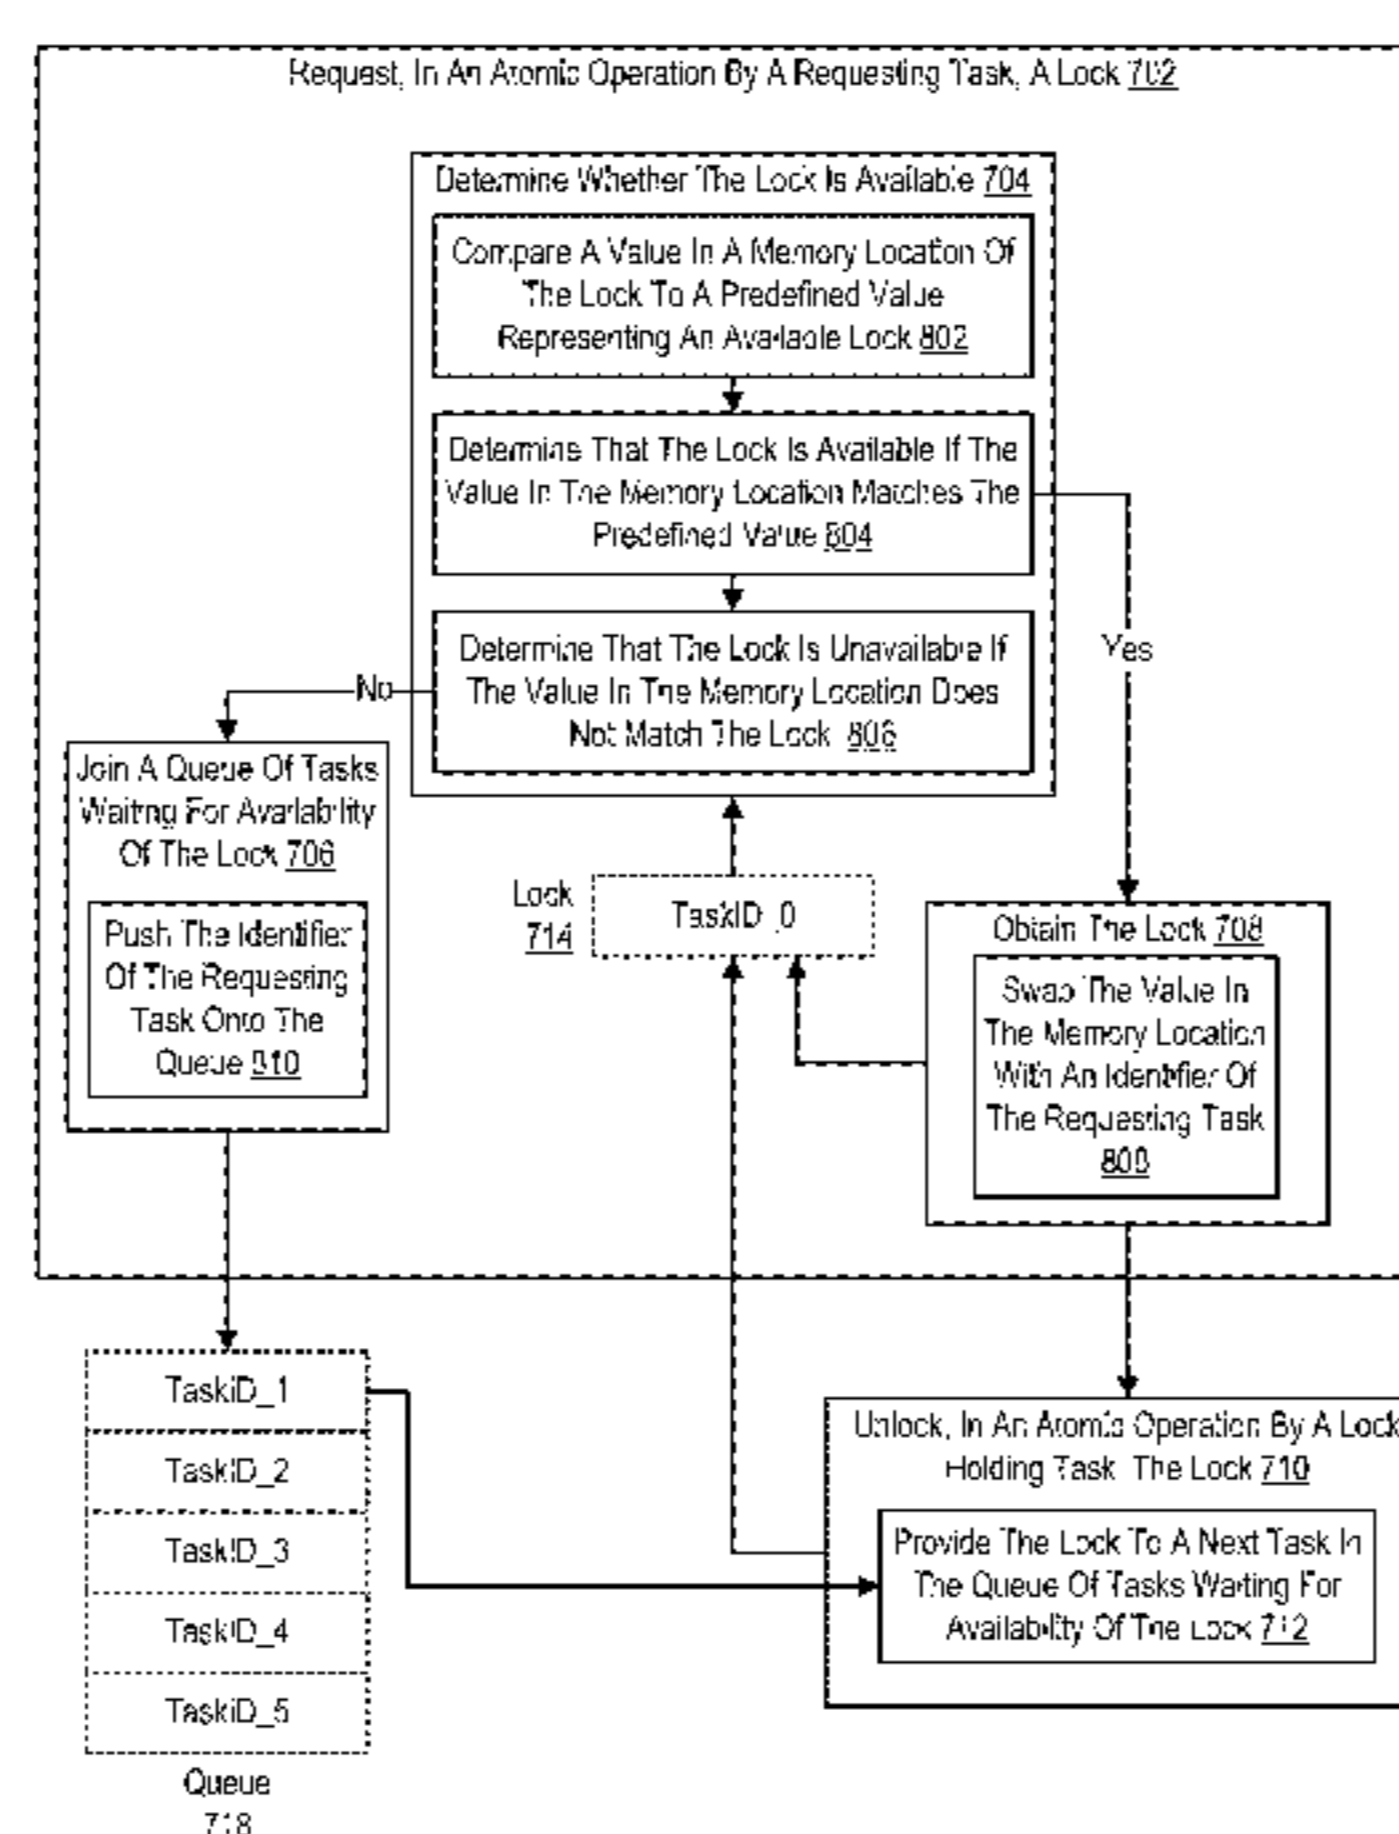 Request, In An Atomic Operation By A Requesting Task, A Lock 702
Determine Whether The Lock Is Available 704
Compare A Value In A Memory Location Of
The Lock To A Predefined Value
Representing An Available Lock 802
Determine That The Lock Is Available If The
Value In The Memory Location Matches The
Predefined Value 804
Yes
Determine That The Lock Is Unavailable If
The Value In The Memory Location Does
Not Match The Lock 806
No
Join A Queue Of Tasks
Waiting For Availability
Of The Lock 706
Push The Identifier
Of The Requesting
Task Onto The
Queue 810
Lock
714
TaskID_0
Obtain The Lock 708
Swap The Value In
The Memory Location
With An Identifier Of
The Requesting Task
808
TaskID_1
TaskID_2
TaskID_3
TaskID_4
TaskID_5
Queue
718
Unlock, In An Atomic Operation By A Lock
Holding Task, The Lock 710
Provide The Lock To A Next Task In
The Queue Of Tasks Waiting For
Availability Of The Lock 712